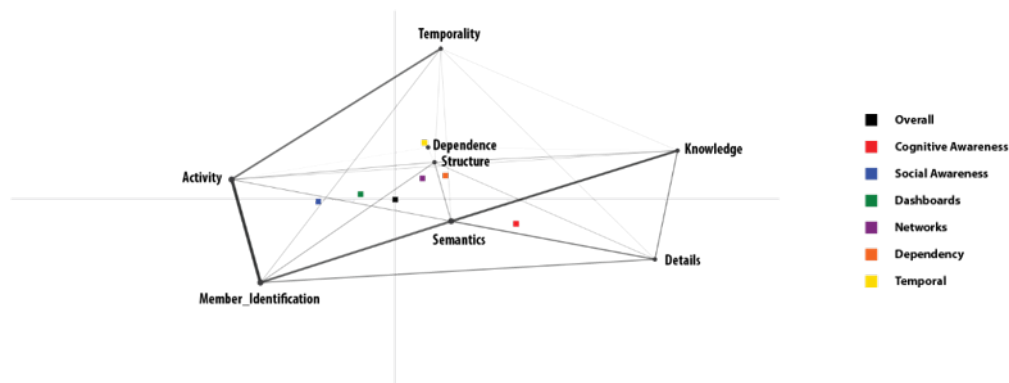 Temporality
Dependence
Structure
Knowledge
Activity
Semantics
Details
Member_Identification
Overall
Cognitive Awareness
Social Awareness
Dashboards
Networks
Dependency
Temporal